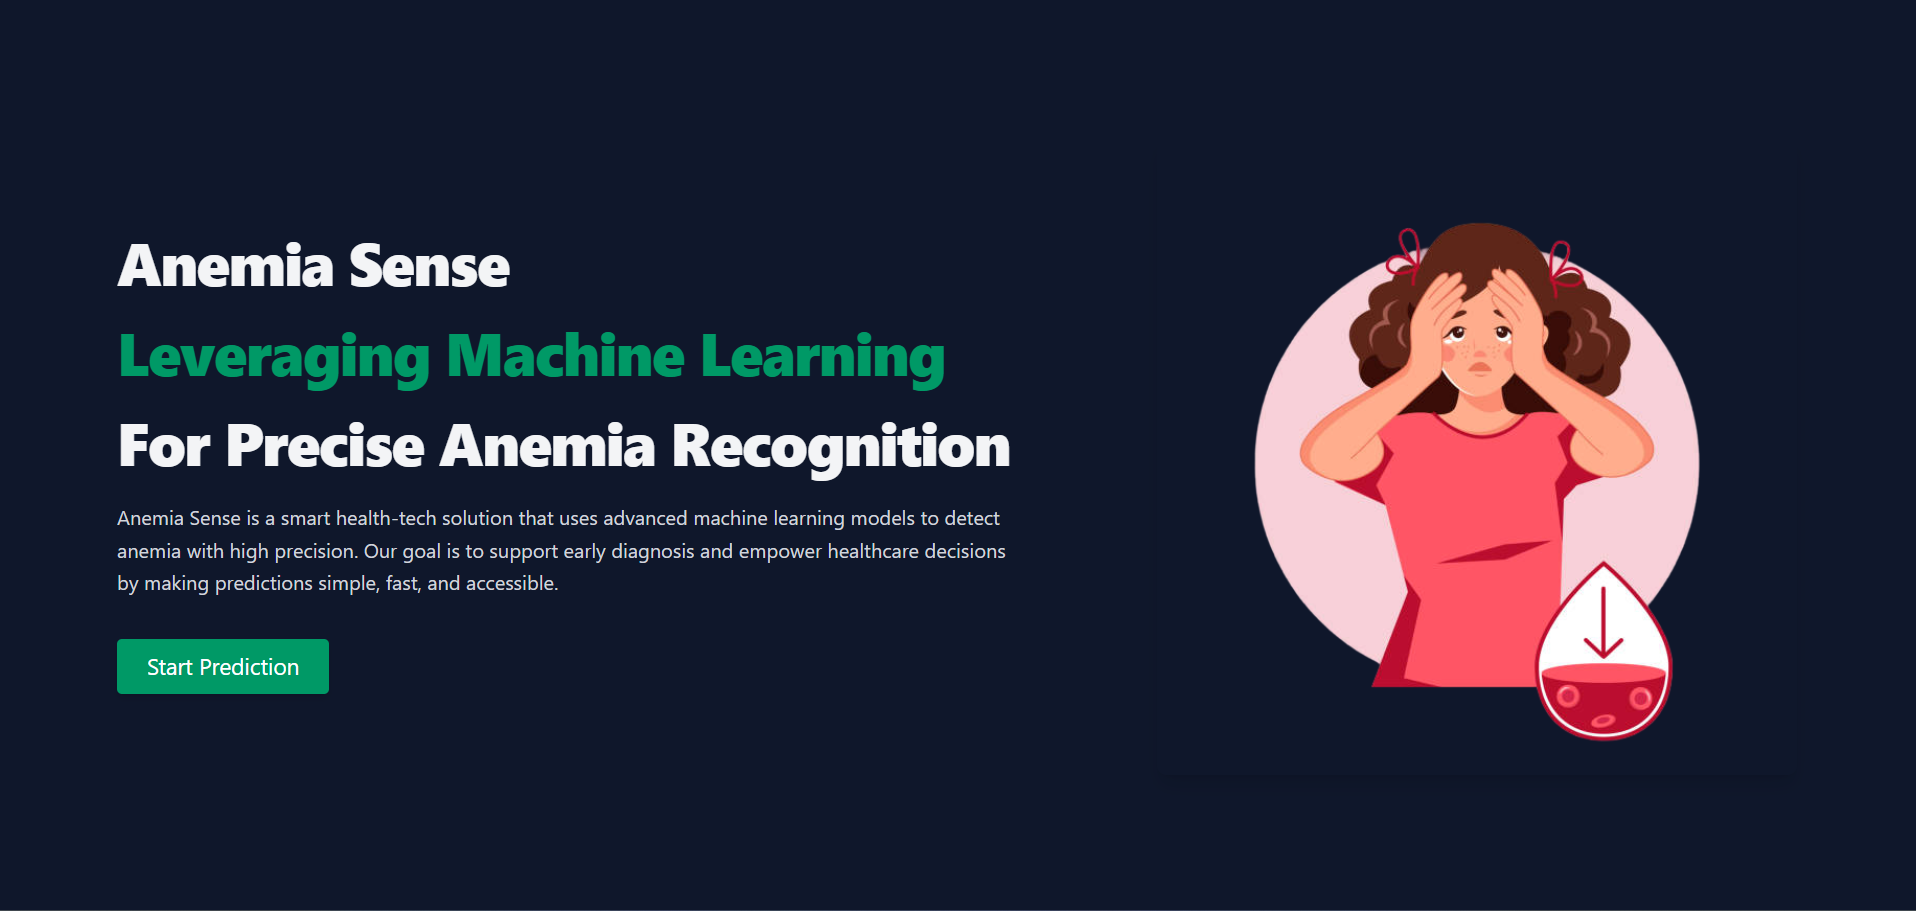 Anemia Sense
Leveraging Machine Learning
For Precise Anemia Recognition
Anemia Sense is a smart health-tech solution that uses advanced machine learning models to detect
anemia with high precision. Our goal is to support early diagnosis and empower healthcare decisions
by making predictions simple, fast, and accessible.
Start Prediction